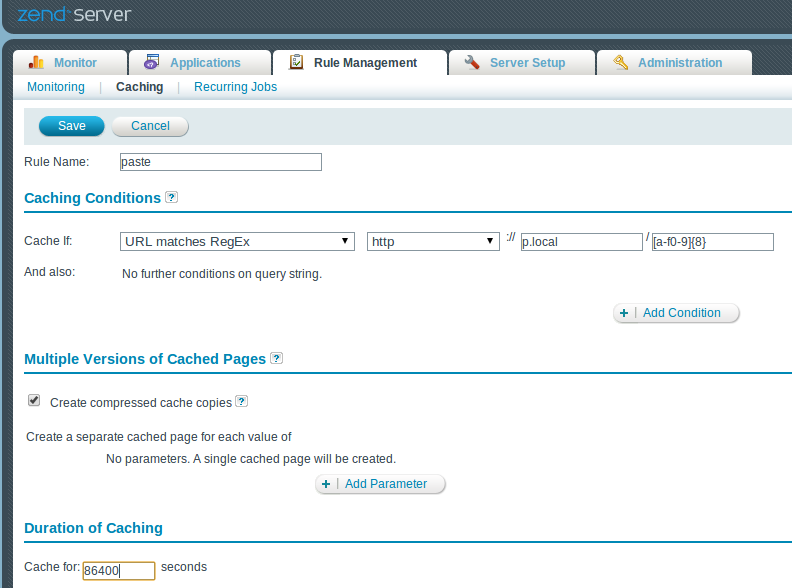 zend server
Monitor Applications Rule Management Server Setup Administration
Monitoring | Caching | Recurring Jobs
Save Cancel
Rule Name: paste
Caching Conditions ?
Cache If: URL matches RegEx http :// p.local / [a-f0-9]{8}
And also: No further conditions on query string.
+ | Add Condition
Multiple Versions of Cached Pages ?
Create compressed cache copies ?
Create a separate cached page for each value of
No parameters. A single cached page will be created.
+ | Add Parameter
Duration of Caching
Cache for: 86400 seconds